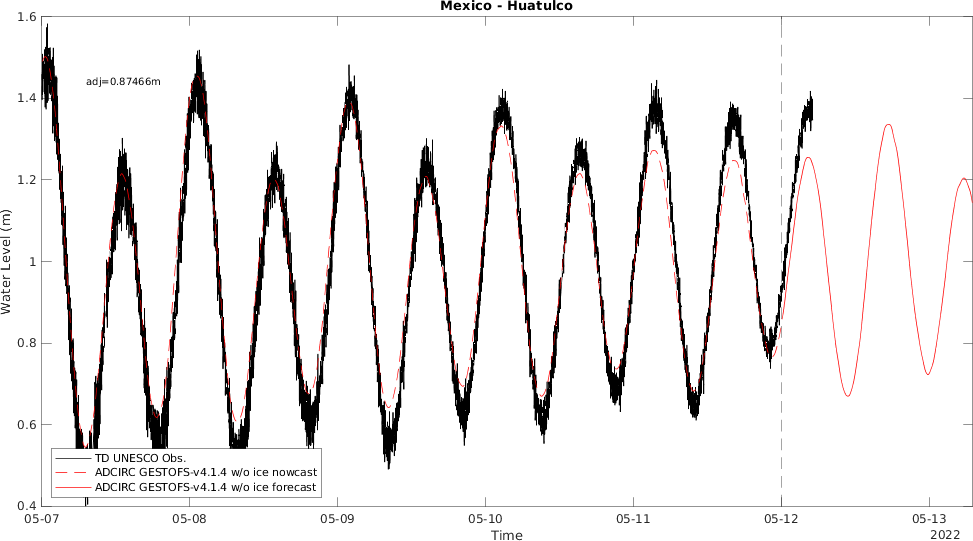 Mexico - Huatulco
1.6
1.4
1.2
1
0.8
0.6
0.4
Water Level (m)
adj=0.87466m
TD UNESCO Obs.
ADCIRC GESTOFS-v4.1.4 w/o ice nowcast
ADCIRC GESTOFS-v4.1.4 w/o ice forecast
05-07 05-08 05-09 05-10 05-11 05-12 05-13
Time
2022